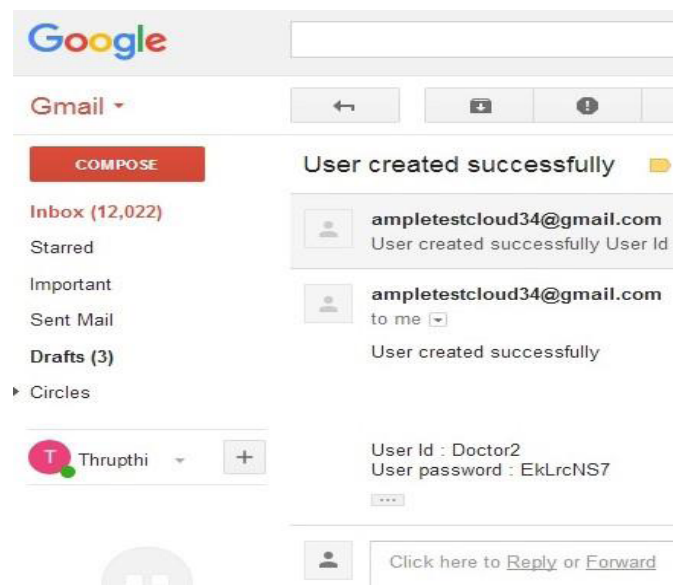 Google
Gmail
COMPOSE
Inbox (12,022)
Starred
Important
Sent Mail
Drafts (3)
Circles
T Thrupthi +
User created successfully
ampletestcloud34@gmail.com
User created successfully User Id
ampletestcloud34@gmail.com
to me
User created successfully
User Id : Doctor2
User password : EkLrcNS7
Click here to Reply or Forward